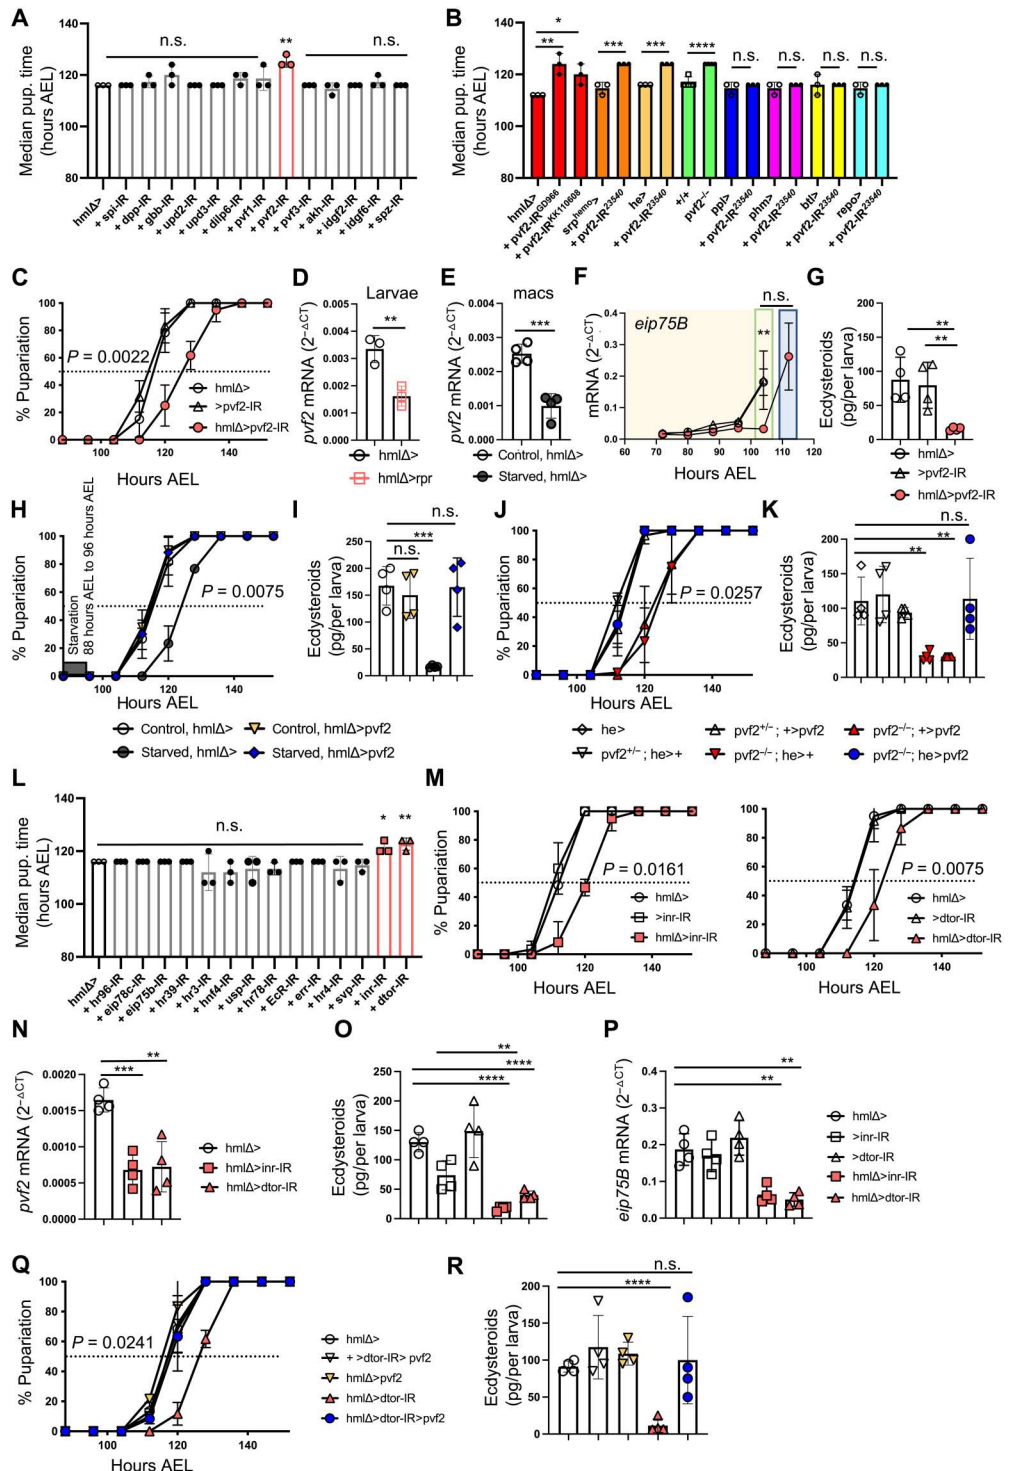 A
Median pup. time
(hours AEL)
140
120
100
80
n.s.
**
n.s.
hmlΔ>
+ spi-IR
+ dpp-IR
+ gbb-IR
+ upd2-IR
+ upd3-IR
+ dilp6-IR
+ pvf1-IR
+ pvf2-IR
+ pvf3-IR
+ akh-IR
+ idgf2-IR
+ idgf6-IR
+ spz-IR
B
Median pup. time
(hours AEL)
140
120
100
80
*
**
***
***
****
n.s.
n.s.
n.s.
n.s.
hmlΔ>
+ pvf2-IR^GD966
+ pvf2-IR^KK110608
srp^hemo>
+ pvf2-IR^23540
he>
+ pvf2-IR^23540
+/+
pvf2⁻/⁻
ppl>
+ pvf2-IR^23540
phm>
+ pvf2-IR^23540
btl>
+ pvf2-IR^23540
repo>
+ pvf2-IR^23540
C
% Pupariation
100
80
60
40
20
0
P = 0.0022
hmlΔ>
>pvf2-IR
hmlΔ>pvf2-IR
100 120 140
Hours AEL
D
Larvae
pvf2 mRNA (2^−ΔCT)
0.005
0.004
0.003
0.002
0.001
0.000
**
hmlΔ>
hmlΔ>rpr
E
macs
pvf2 mRNA (2^−ΔCT)
0.004
0.003
0.002
0.001
0.000
***
Control, hmlΔ>
Starved, hmlΔ>
F
n.s.
eip75B
**
mRNA (2^−ΔCT)
0.4
0.3
0.2
0.1
0.0
60 70 80 90 100 110 120
Hours AEL
G
Ecdysteroids
(pg/per larva)
200
150
100
50
0
**
**
hmlΔ>
>pvf2-IR
hmlΔ>pvf2-IR
H
% Pupariation
100
80
60
40
20
0
Starvation
88 hours AEL to 96 hours AEL
P = 0.0075
100 120 140
Hours AEL
Control, hmlΔ> Control, hmlΔ>pvf2
Starved, hmlΔ> Starved, hmlΔ>pvf2
I
Ecdysteroids
(pg/per larva)
250
200
150
100
50
0
n.s.
***
n.s.
J
% Pupariation
100
80
60
40
20
0
P = 0.0257
100 120 140
Hours AEL
he> pvf2⁺/⁻; +>pvf2 pvf2⁻/⁻; +>pvf2
pvf2⁺/⁻; he>+ pvf2⁻/⁻; he>+ pvf2⁻/⁻; he>pvf2
K
Ecdysteroids
(pg/per larva)
200
150
100
50
0
n.s.
**
**
L
Median pup. time
(hours AEL)
140
120
100
80
n.s.
*
**
hmlΔ>
+ hr96-IR
+ eip78c-IR
+ eip75b-IR
+ hr39-IR
+ hr3-IR
+ hnf4-IR
+ usp-IR
+ hr78-IR
+ EcR-IR
+ err-IR
+ hr4-IR
+ svp-IR
+ inr-IR
+ dtor-IR
M
% Pupariation
100
80
60
40
20
0
P = 0.0161
hmlΔ>
>inr-IR
hmlΔ>inr-IR
100 120 140
Hours AEL
100
80
60
40
20
0
P = 0.0075
hmlΔ>
>dtor-IR
hmlΔ>dtor-IR
100 120 140
Hours AEL
N
pvf2 mRNA (2^−ΔCT)
0.0020
0.0015
0.0010
0.0005
0.0000
**
***
hmlΔ>
hmlΔ>inr-IR
hmlΔ>dtor-IR
O
Ecdysteroids
(pg/per larva)
250
200
150
100
50
0
**
****
****
P
eip75B mRNA (2^−ΔCT)
0.4
0.3
0.2
0.1
0.0
**
**
hmlΔ>
>inr-IR
>dtor-IR
hmlΔ>inr-IR
hmlΔ>dtor-IR
Q
% Pupariation
100
80
60
40
20
0
P = 0.0241
100 120 140
Hours AEL
hmlΔ>
+ >dtor-IR> pvf2
hmlΔ>pvf2
hmlΔ>dtor-IR
hmlΔ>dtor-IR>pvf2
R
Ecdysteroids
(pg/per larva)
200
150
100
50
0
n.s.
****